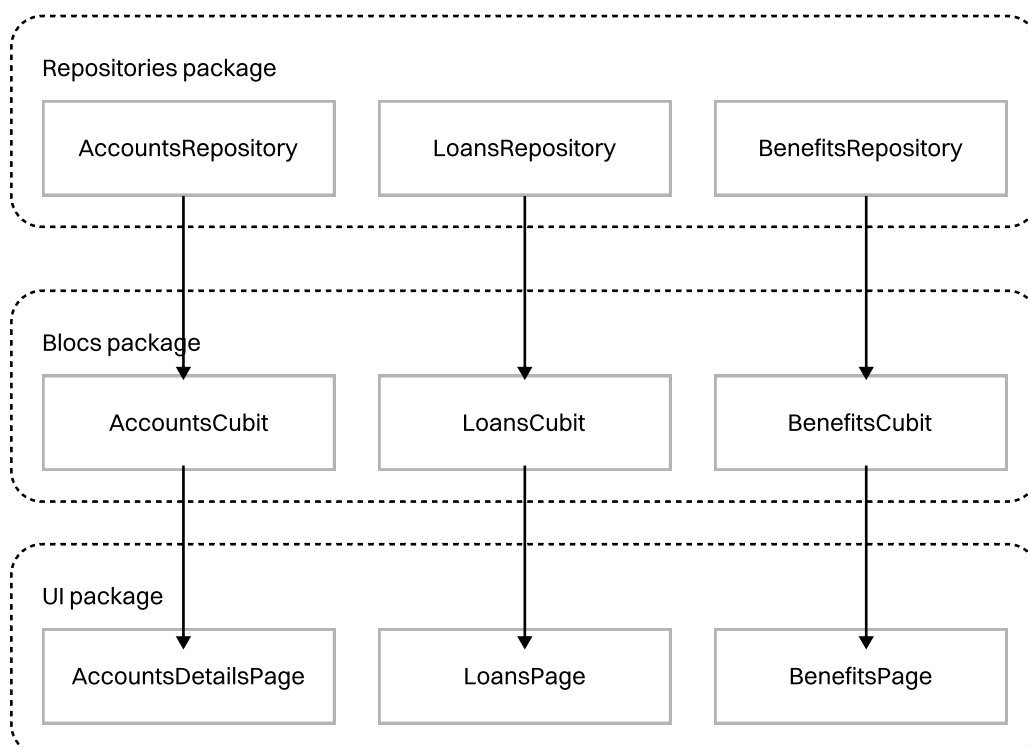 Repositories package
AccountsRepository
LoansRepository
BenefitsRepository
Blocs package
AccountsCubit
LoansCubit
BenefitsCubit
UI package
AccountsDetailsPage
LoansPage
BenefitsPage